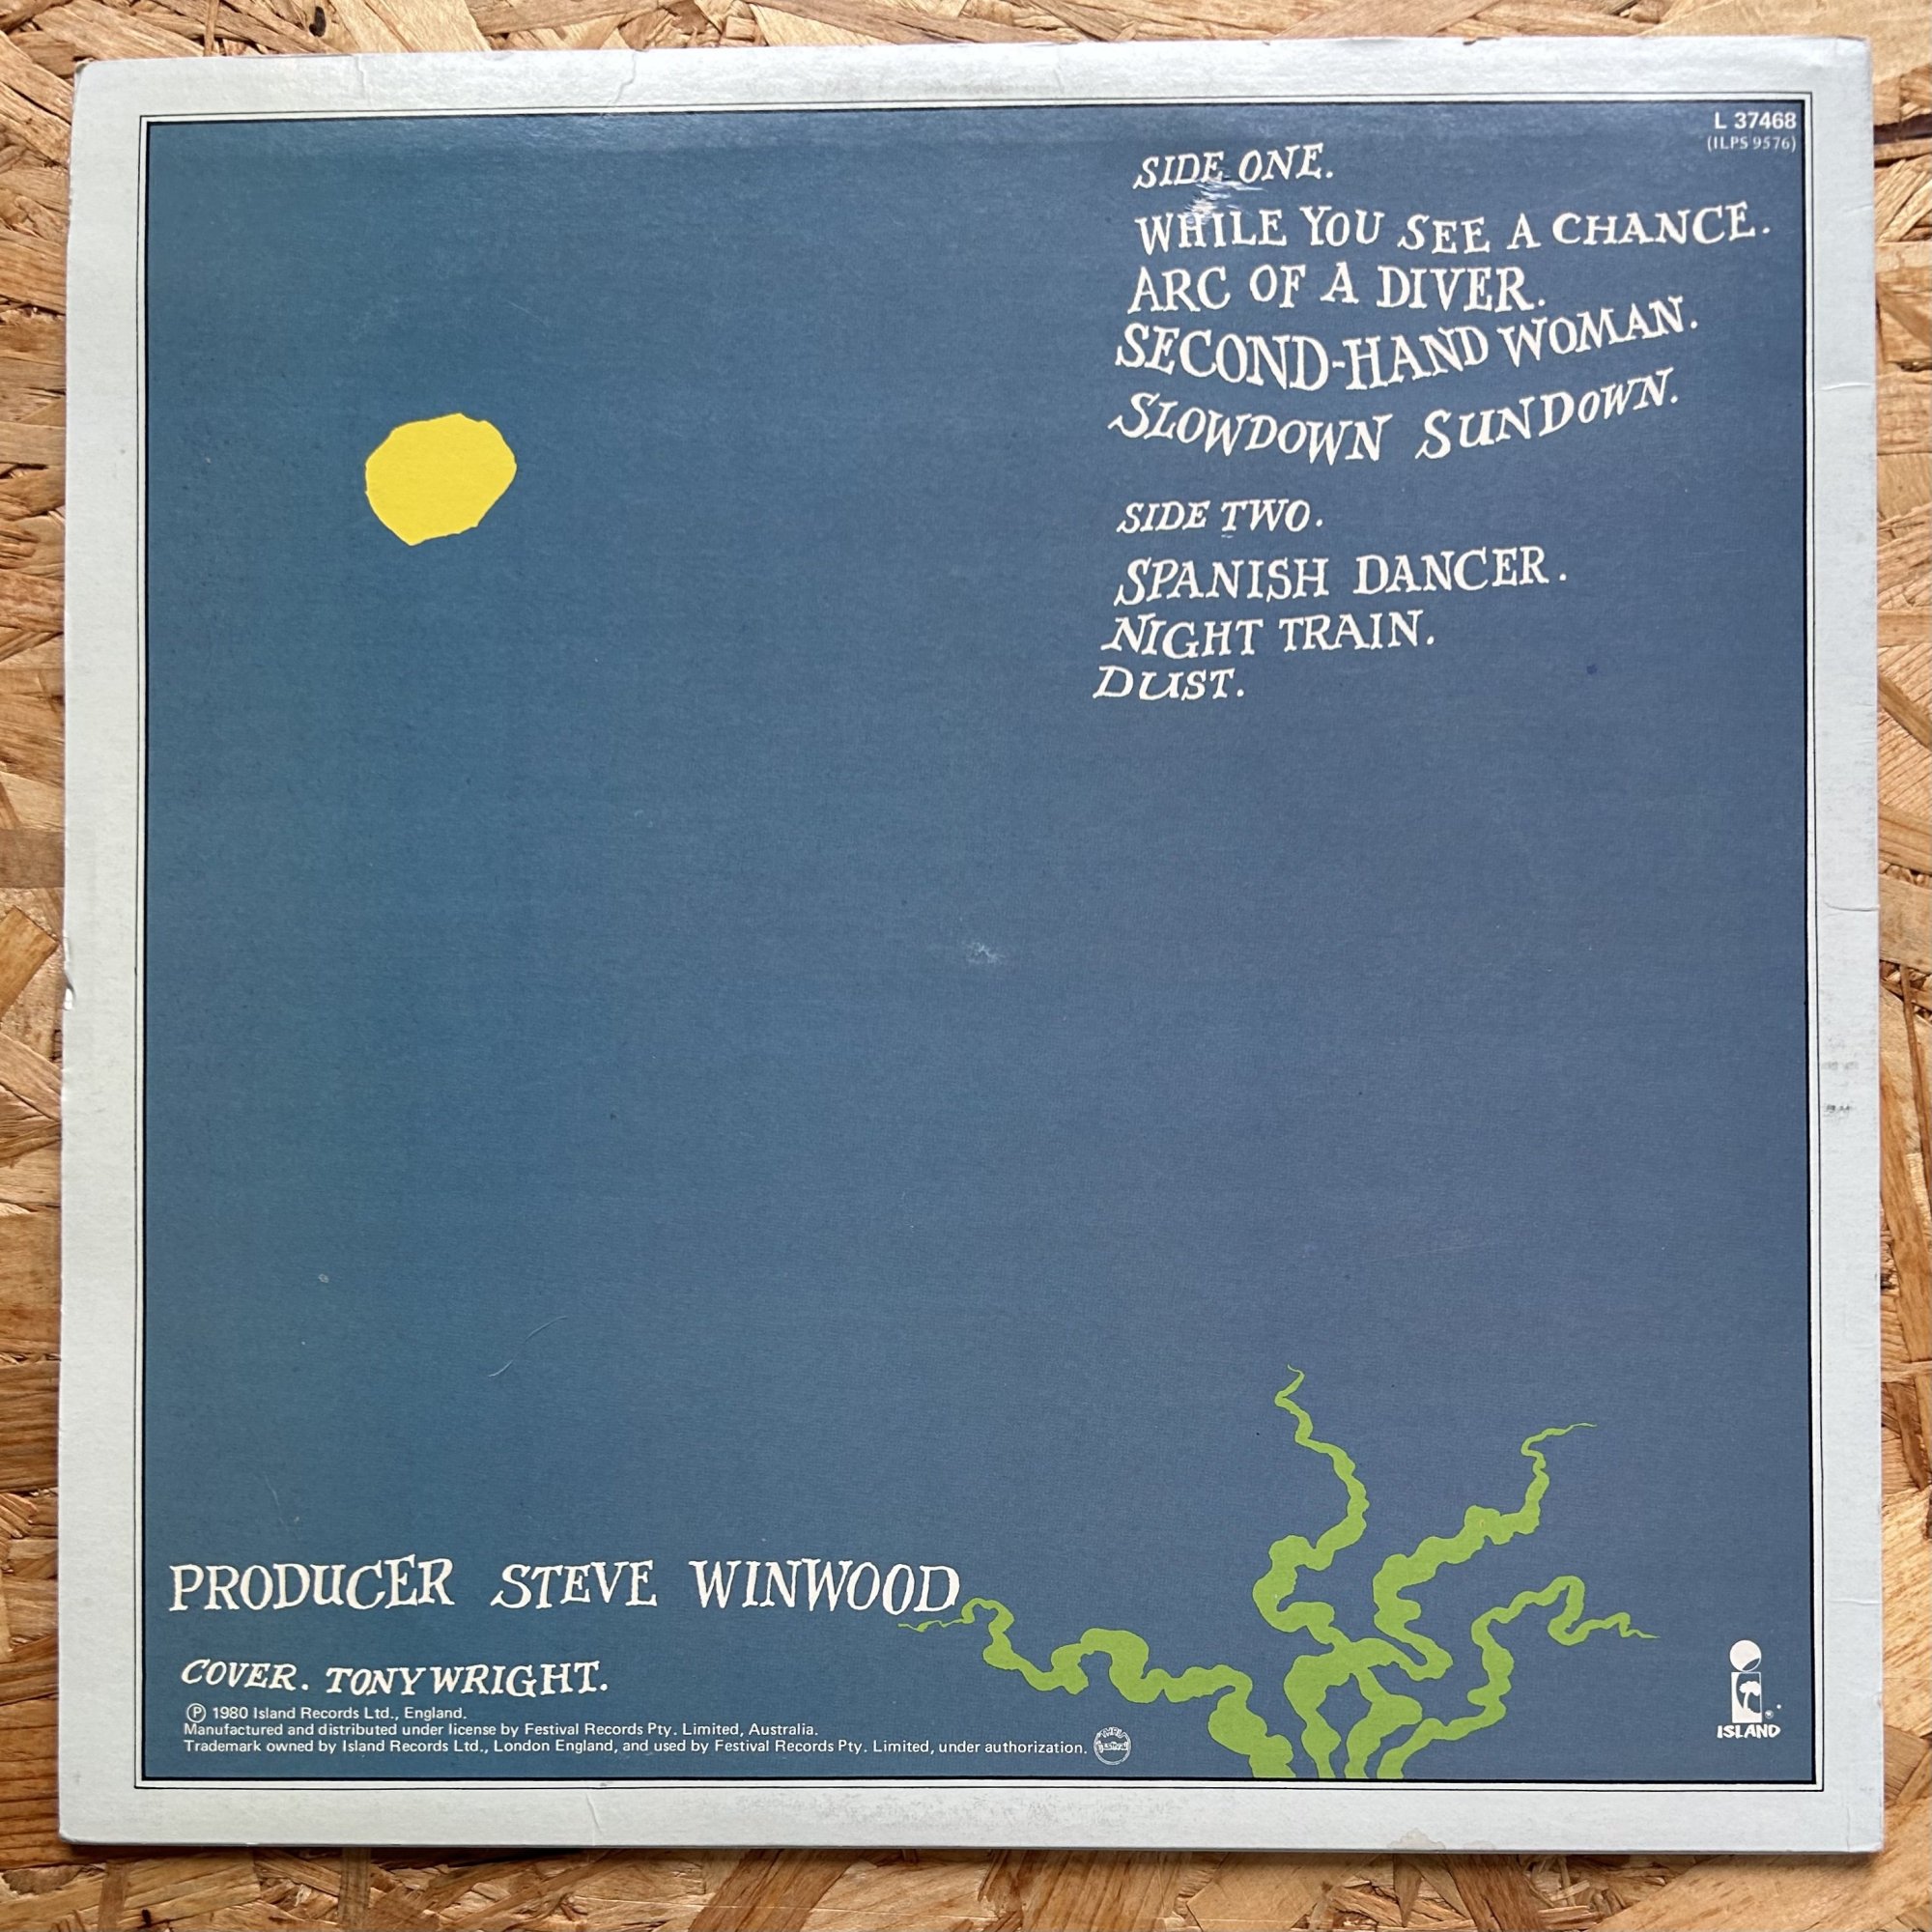 L 37468
(ILPS 9576)
SIDE ONE.
WHILE YOU SEE A CHANCE.
ARC OF A DIVER.
SECOND-HAND WOMAN.
SLOWDOWN SUNDOWN.
SIDE TWO.
SPANISH DANCER.
NIGHT TRAIN.
DUST.
PRODUCER STEVE WINWOOD
COVER. TONY WRIGHT.
℗ 1980 Island Records Ltd., England.
Manufactured and distributed under license by Festival Records Pty. Limited, Australia.
Trademark owned by Island Records Ltd., London England, and used by Festival Records Pty. Limited, under authorization.
®
ISLAND